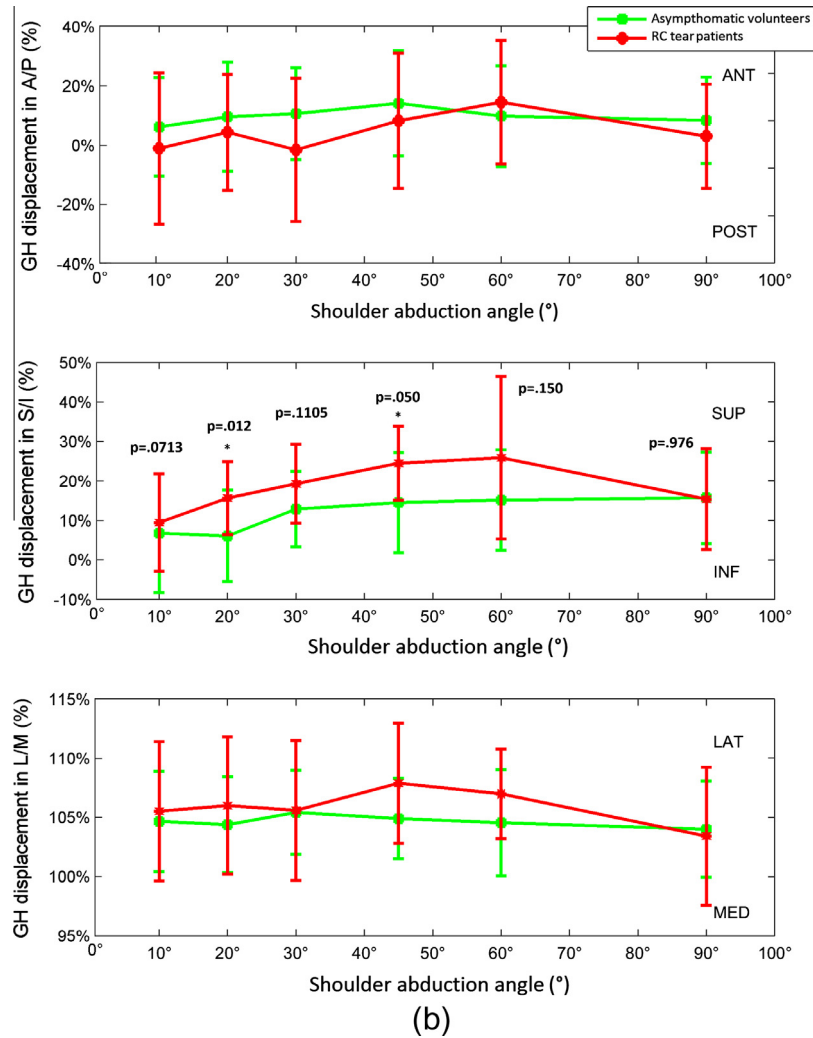 Asympthomatic volunteers
RC tear patients
GH displacement in A/P (%)
40%
20%
0%
-20%
-40%
ANT
POST
0° 10° 20° 30° 40° 50° 60° 70° 80° 90° 100°
Shoulder abduction angle (°)
GH displacement in S/I (%)
50%
40%
30%
20%
10%
0%
-10%
p=.0713
p=.012
*
p=.1105
p=.050
*
p=.150
p=.976
SUP
INF
0° 10° 20° 30° 40° 50° 60° 70° 80° 90° 100°
Shoulder abduction angle (°)
GH displacement in L/M (%)
115%
110%
105%
100%
95%
LAT
MED
0° 10° 20° 30° 40° 50° 60° 70° 80° 90° 100°
Shoulder abduction angle (°)
(b)